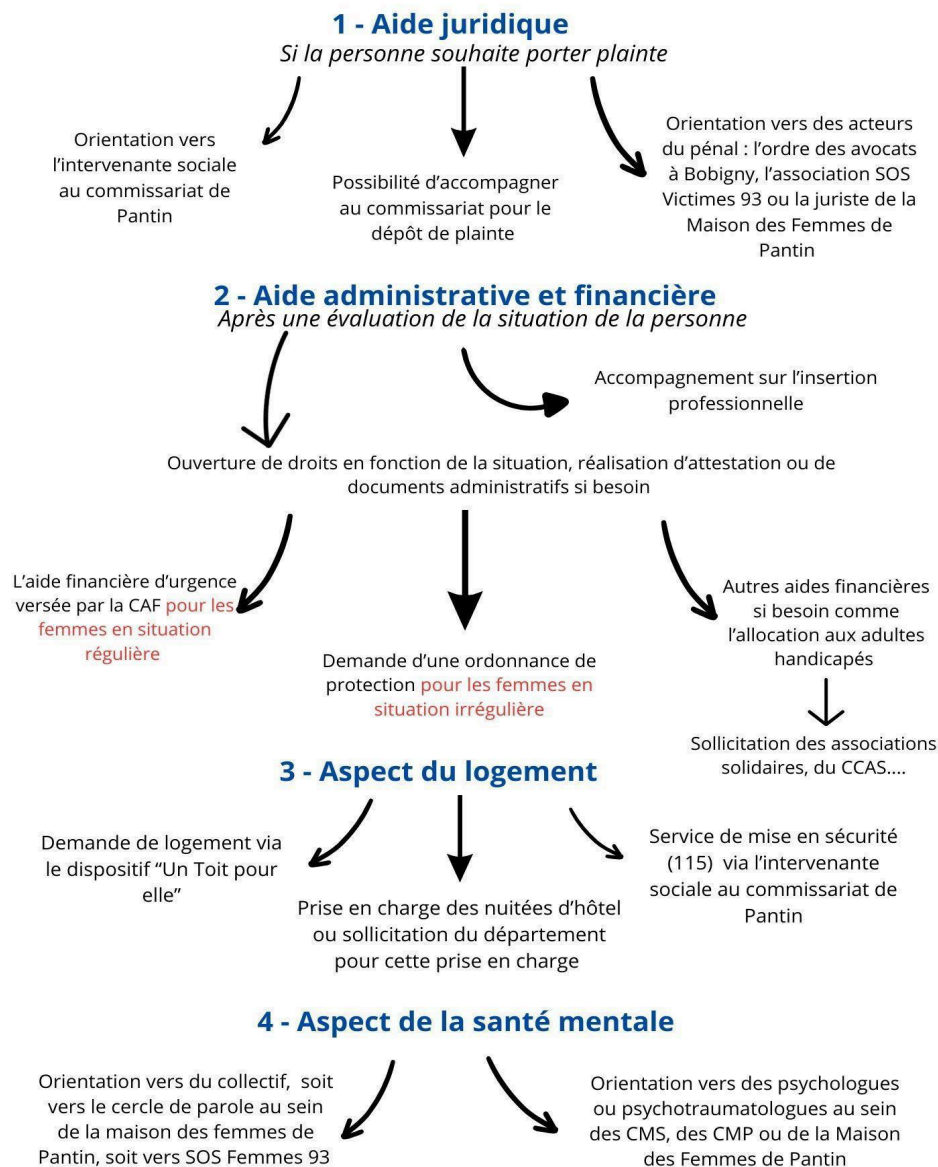 1 - Aide juridique
Si la personne souhaite porter plainte
Orientation vers
l’intervenante sociale
au commissariat de
Pantin
Possibilité d’accompagner
au commissariat pour le
dépôt de plainte
Orientation vers des acteurs
du pénal : l’ordre des avocats
à Bobigny, l’association SOS
Victimes 93 ou la juriste de la
Maison des Femmes de
Pantin
2 - Aide administrative et financière
Après une évaluation de la situation de la personne
Accompagnement sur l’insertion
professionnelle
Ouverture de droits en fonction de la situation, réalisation d’attestation ou de
documents administratifs si besoin
L’aide financière d’urgence
versée par la CAF pour les
femmes en situation
régulière
Demande d’une ordonnance de
protection pour les femmes en
situation irrégulière
Autres aides financières
si besoin comme
l’allocation aux adultes
handicapés
Sollicitation des associations
solidaires, du CCAS....
3 - Aspect du logement
Demande de logement via
le dispositif “Un Toit pour
elle”
Prise en charge des nuitées d’hôtel
ou sollicitation du département
pour cette prise en charge
Service de mise en sécurité
(115) via l’intervenante
sociale au commissariat de
Pantin
4 - Aspect de la santé mentale
Orientation vers du collectif, soit
vers le cercle de parole au sein
de la maison des femmes de
Pantin, soit vers SOS Femmes 93
Orientation vers des psychologues
ou psychotraumatologues au sein
des CMS, des CMP ou de la Maison
des Femmes de Pantin